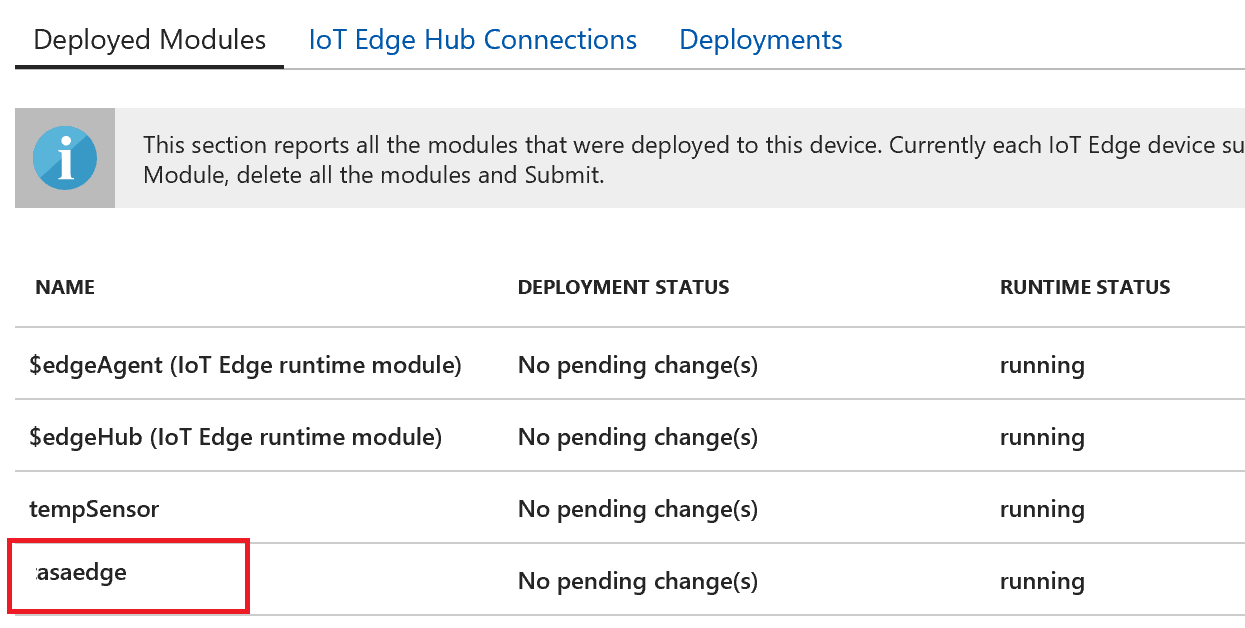 Deployed Modules IoT Edge Hub Connections Deployments
This section reports all the modules that were deployed to this device. Currently each IoT Edge device su
Module, delete all the modules and Submit.
NAME DEPLOYMENT STATUS RUNTIME STATUS
$edgeAgent (IoT Edge runtime module) No pending change(s) running
$edgeHub (IoT Edge runtime module) No pending change(s) running
tempSensor No pending change(s) running
asaedge No pending change(s) running